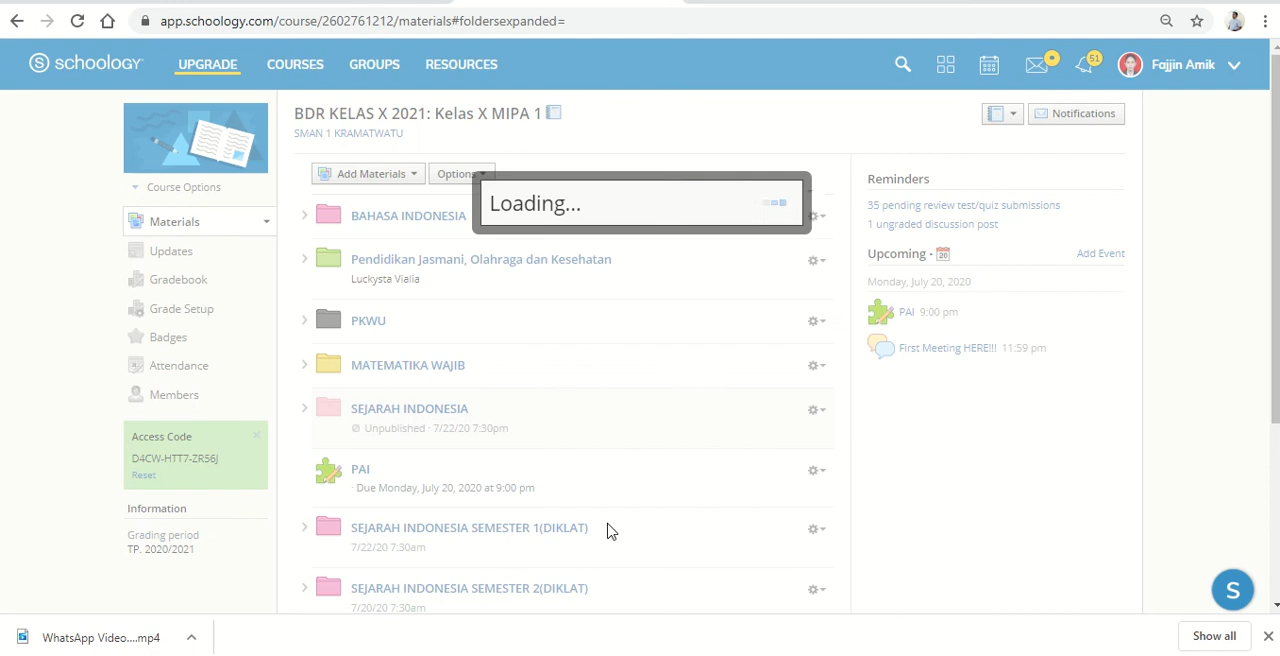 app.schoology.com/course/2602761212/materials#foldersexpanded=
schoology
UPGRADE
COURSES
GROUPS
RESOURCES
51
Fajjin Amik
Course Options
Materials
Updates
Gradebook
Grade Setup
Badges
Attendance
Members
Access Code
D4CW-HTT7-ZR56J
Reset
Information
Grading period
TP. 2020/2021
BDR KELAS X 2021: Kelas X MIPA 1
SMAN 1 KRAMATWATU
Notifications
Add Materials
Options
Loading...
BAHASA INDONESIA
Pendidikan Jasmani, Olahraga dan Kesehatan
Luckysta Vialia
PKWU
MATEMATIKA WAJIB
SEJARAH INDONESIA
Unpublished · 7/22/20 7:30pm
PAI
· Due Monday, July 20, 2020 at 9:00 pm
SEJARAH INDONESIA SEMESTER 1(DIKLAT)
7/22/20 7:30am
SEJARAH INDONESIA SEMESTER 2(DIKLAT)
7/20/20 7:30am
Reminders
35 pending review test/quiz submissions
1 ungraded discussion post
Upcoming · 20
Add Event
Monday, July 20, 2020
PAI 9:00 pm
First Meeting HERE!!! 11:59 pm
S
WhatsApp Video....mp4
Show all